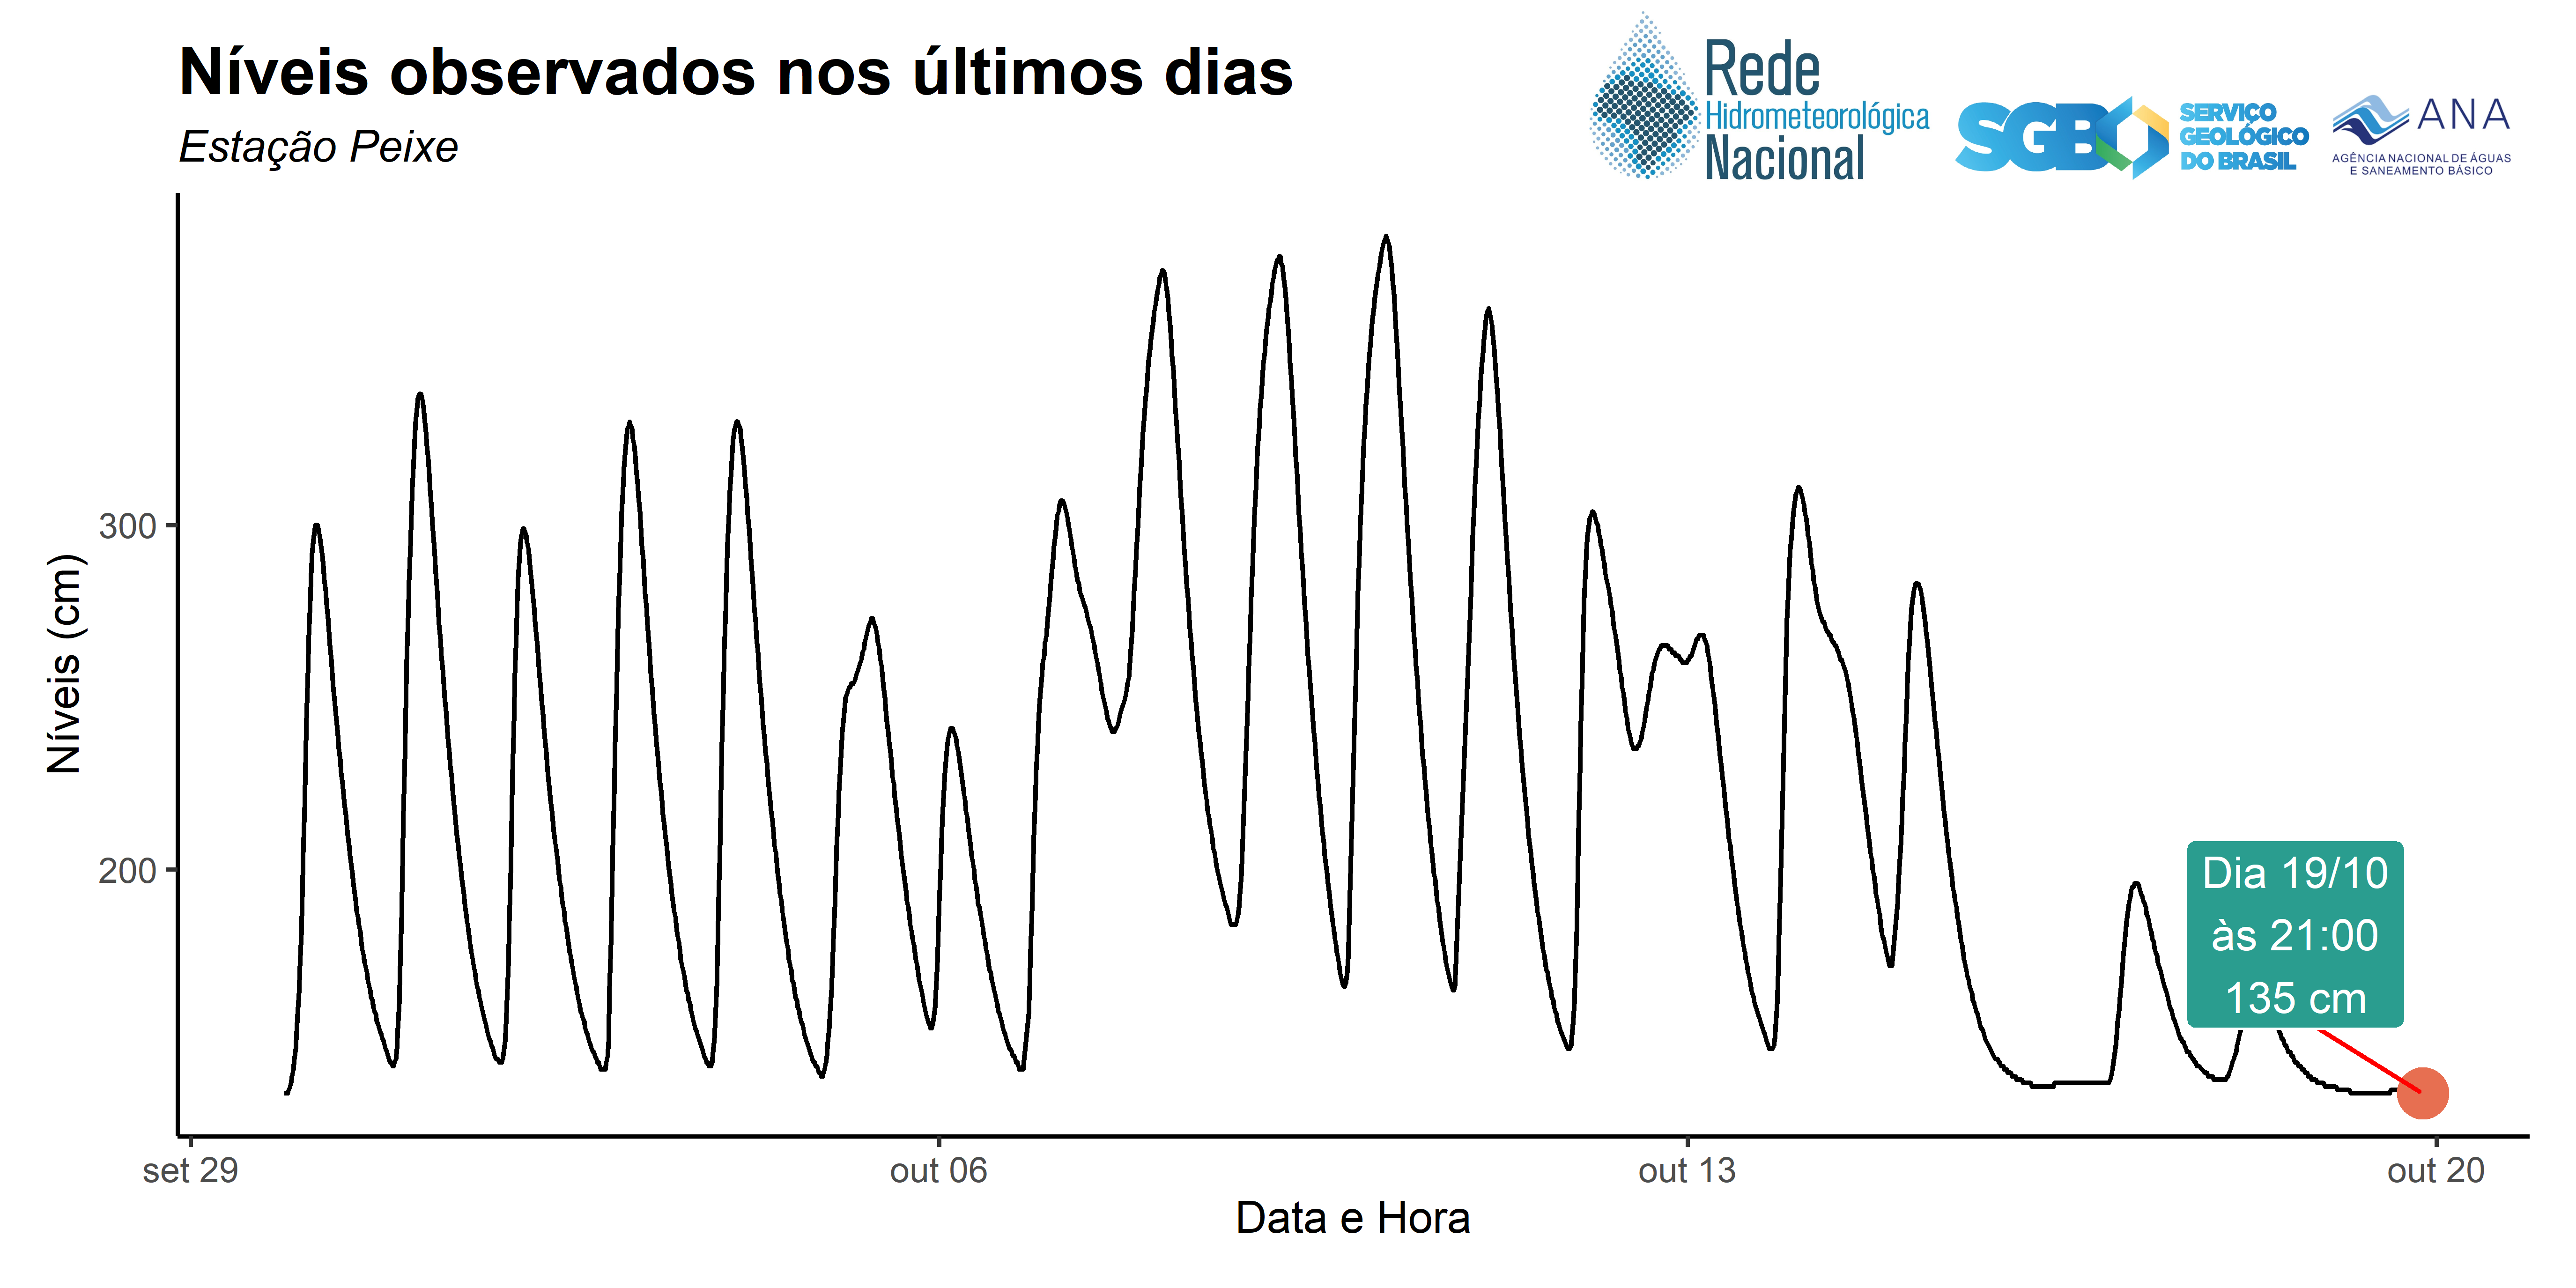 Níveis observados nos últimos dias
Estação Peixe
Rede
Hidrometeorológica
Nacional
SGB
SERVIÇO
GEOLÓGICO
DO BRASIL
ANA
AGÊNCIA NACIONAL DE ÁGUAS
E SANEAMENTO BÁSICO
Níveis (cm)
300
200
Dia 19/10
às 21:00
135 cm
set 29
out 06
out 13
out 20
Data e Hora